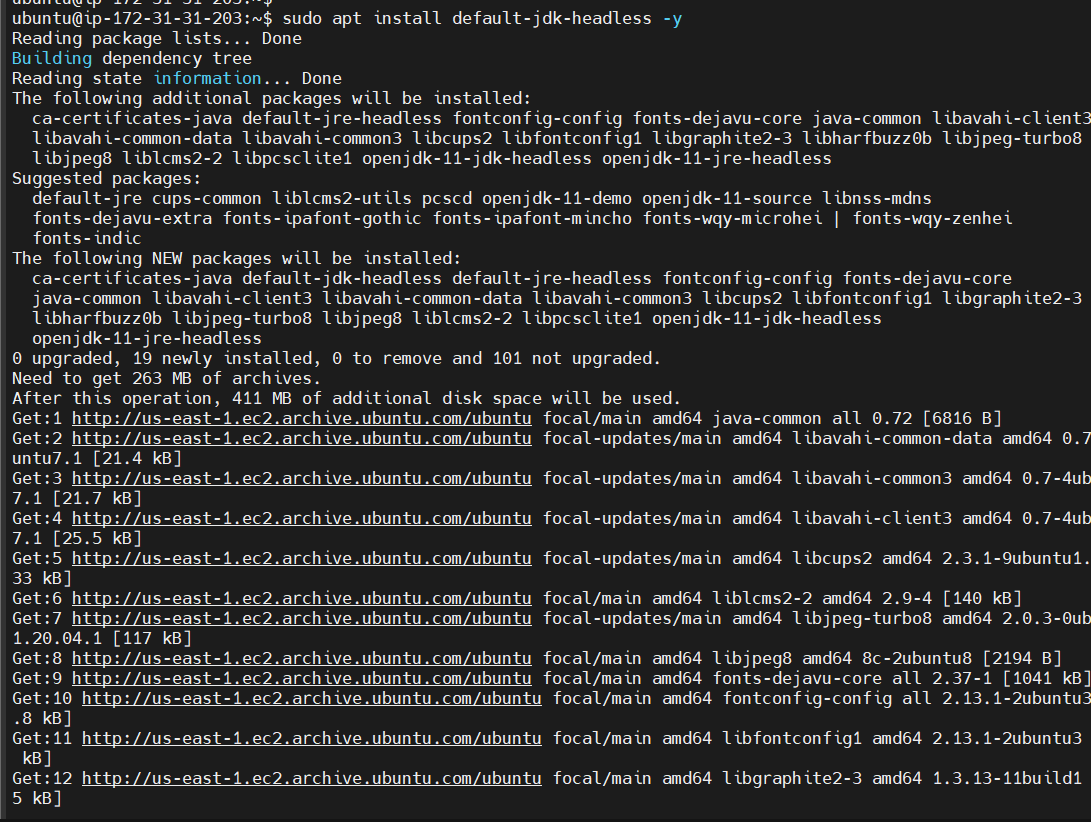 ubuntu@ip-172-31-31-203:~$
ubuntu@ip-172-31-31-203:~$ sudo apt install default-jdk-headless -y
Reading package lists... Done
Building dependency tree
Reading state information... Done
The following additional packages will be installed:
  ca-certificates-java default-jre-headless fontconfig-config fonts-dejavu-core java-common libavahi-client3
  libavahi-common-data libavahi-common3 libcups2 libfontconfig1 libgraphite2-3 libharfbuzz0b libjpeg-turbo8
  libjpeg8 liblcms2-2 libpcsclite1 openjdk-11-jdk-headless openjdk-11-jre-headless
Suggested packages:
  default-jre cups-common liblcms2-utils pcscd openjdk-11-demo openjdk-11-source libnss-mdns
  fonts-dejavu-extra fonts-ipafont-gothic fonts-ipafont-mincho fonts-wqy-microhei | fonts-wqy-zenhei
  fonts-indic
The following NEW packages will be installed:
  ca-certificates-java default-jdk-headless default-jre-headless fontconfig-config fonts-dejavu-core
  java-common libavahi-client3 libavahi-common-data libavahi-common3 libcups2 libfontconfig1 libgraphite2-3
  libharfbuzz0b libjpeg-turbo8 libjpeg8 liblcms2-2 libpcsclite1 openjdk-11-jdk-headless
  openjdk-11-jre-headless
0 upgraded, 19 newly installed, 0 to remove and 101 not upgraded.
Need to get 263 MB of archives.
After this operation, 411 MB of additional disk space will be used.
Get:1 http://us-east-1.ec2.archive.ubuntu.com/ubuntu focal/main amd64 java-common all 0.72 [6816 B]
Get:2 http://us-east-1.ec2.archive.ubuntu.com/ubuntu focal-updates/main amd64 libavahi-common-data amd64 0.7
untu7.1 [21.4 kB]
Get:3 http://us-east-1.ec2.archive.ubuntu.com/ubuntu focal-updates/main amd64 libavahi-common3 amd64 0.7-4ub
7.1 [21.7 kB]
Get:4 http://us-east-1.ec2.archive.ubuntu.com/ubuntu focal-updates/main amd64 libavahi-client3 amd64 0.7-4ub
7.1 [25.5 kB]
Get:5 http://us-east-1.ec2.archive.ubuntu.com/ubuntu focal-updates/main amd64 libcups2 amd64 2.3.1-9ubuntu1.
33 kB]
Get:6 http://us-east-1.ec2.archive.ubuntu.com/ubuntu focal/main amd64 liblcms2-2 amd64 2.9-4 [140 kB]
Get:7 http://us-east-1.ec2.archive.ubuntu.com/ubuntu focal-updates/main amd64 libjpeg-turbo8 amd64 2.0.3-0ub
1.20.04.1 [117 kB]
Get:8 http://us-east-1.ec2.archive.ubuntu.com/ubuntu focal/main amd64 libjpeg8 amd64 8c-2ubuntu8 [2194 B]
Get:9 http://us-east-1.ec2.archive.ubuntu.com/ubuntu focal/main amd64 fonts-dejavu-core all 2.37-1 [1041 kB]
Get:10 http://us-east-1.ec2.archive.ubuntu.com/ubuntu focal/main amd64 fontconfig-config all 2.13.1-2ubuntu3
.8 kB]
Get:11 http://us-east-1.ec2.archive.ubuntu.com/ubuntu focal/main amd64 libfontconfig1 amd64 2.13.1-2ubuntu3
 kB]
Get:12 http://us-east-1.ec2.archive.ubuntu.com/ubuntu focal/main amd64 libgraphite2-3 amd64 1.3.13-11build1
5 kB]